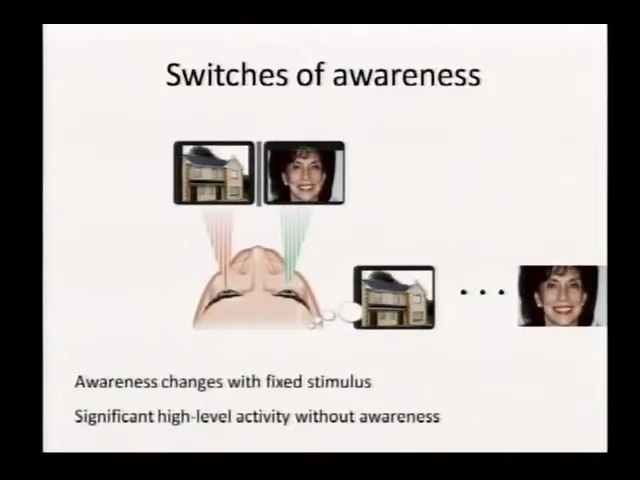 Switches of awareness
Awareness changes with fixed stimulus
Significant high-level activity without awareness